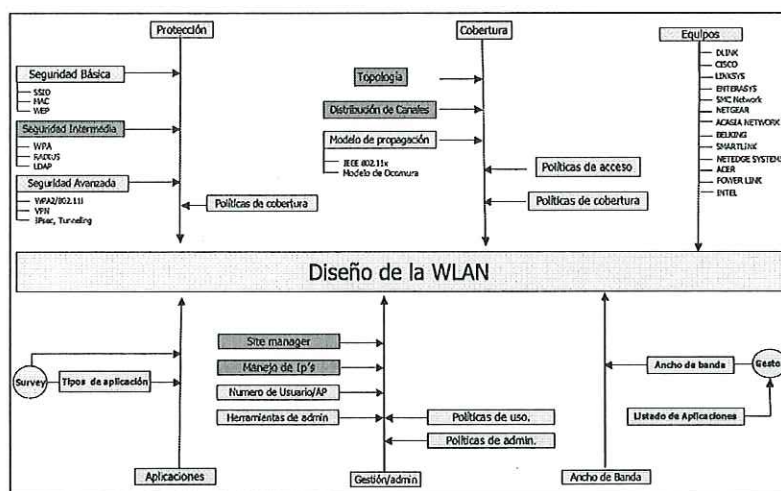 Protección
Seguridad Básica
SSID
MAC
WEP
Seguridad Intermedia
WPA
RADIUS
LDAP
Seguridad Avanzada
WPA2/802.11i
VPN
IPsec, Tunneling
Políticas de cobertura
Cobertura
Topología
Distribución de Canales
Modelo de propagación
IEEE 802.11x
Modelo de Ocomura
Políticas de acceso
Políticas de cobertura
Equipos
DLINK
CISCO
LINKSYS
ENTERASYS
SMC Network
NETGEAR
ACASIA NETWORK
BELKING
SMARTLINK
NETEDGE SYSTEMS
ACER
POWER LINK
INTEL
Diseño de la WLAN
Survey
Tipos de aplicación
Aplicaciones
Site manager
Manejo de Ip's
Numero de Usuario/AP
Herramientas de admin
Políticas de uso.
Políticas de admin.
Gestión/admin
Ancho de banda
Gesto
Listado de Aplicaciones
Ancho de Banda